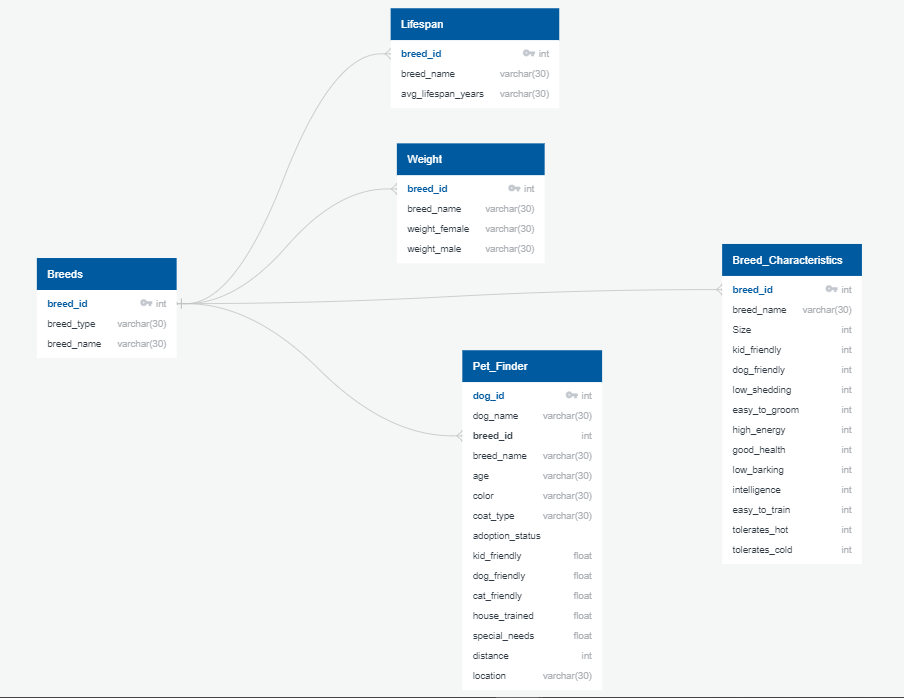 Lifespan
breed_id int
breed_name varchar(30)
avg_lifespan_years varchar(30)
Weight
breed_id int
breed_name varchar(30)
weight_female varchar(30)
weight_male varchar(30)
Breeds
breed_id int
breed_type varchar(30)
breed_name varchar(30)
Breed_Characteristics
breed_id int
breed_name varchar(30)
Size int
kid_friendly int
dog_friendly int
low_shedding int
easy_to_groom int
high_energy int
good_health int
low_barking int
intelligence int
easy_to_train int
tolerates_hot int
tolerates_cold int
Pet_Finder
dog_id int
dog_name varchar(30)
breed_id int
breed_name varchar(30)
age varchar(30)
color varchar(30)
coat_type varchar(30)
adoption_status
kid_friendly float
dog_friendly float
cat_friendly float
house_trained float
special_needs float
distance int
location varchar(30)